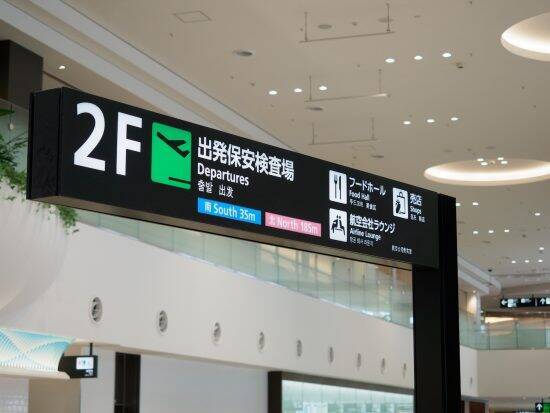 2F
出発保安検査場
Departures
출발 出发
南 South 35m
北 North 185m
フードホール
Food Hall
売店
Shops
航空会社ラウンジ
Airline Lounge